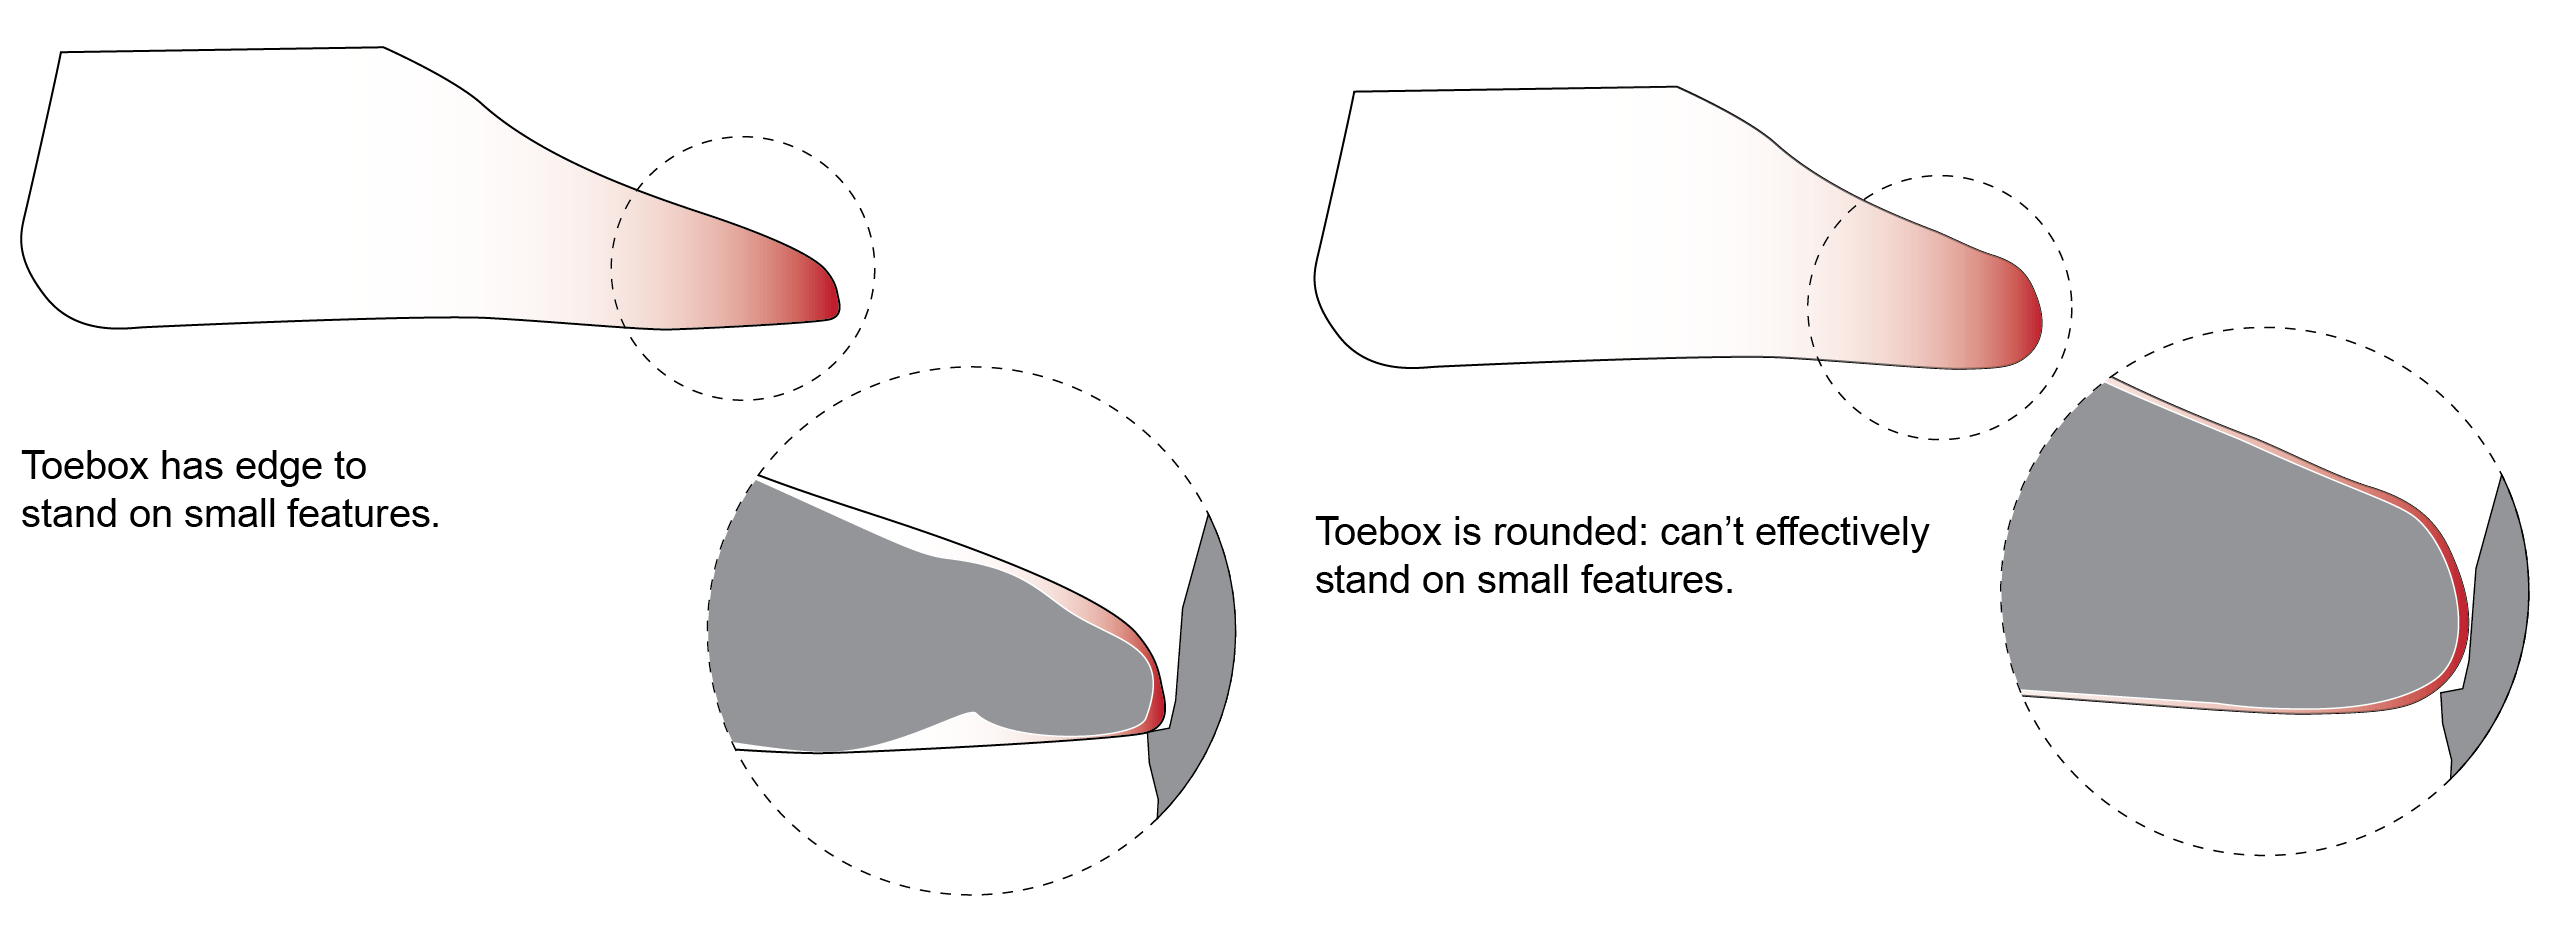 Toebox has edge to
stand on small features.
Toebox is rounded: can’t effectively
stand on small features.